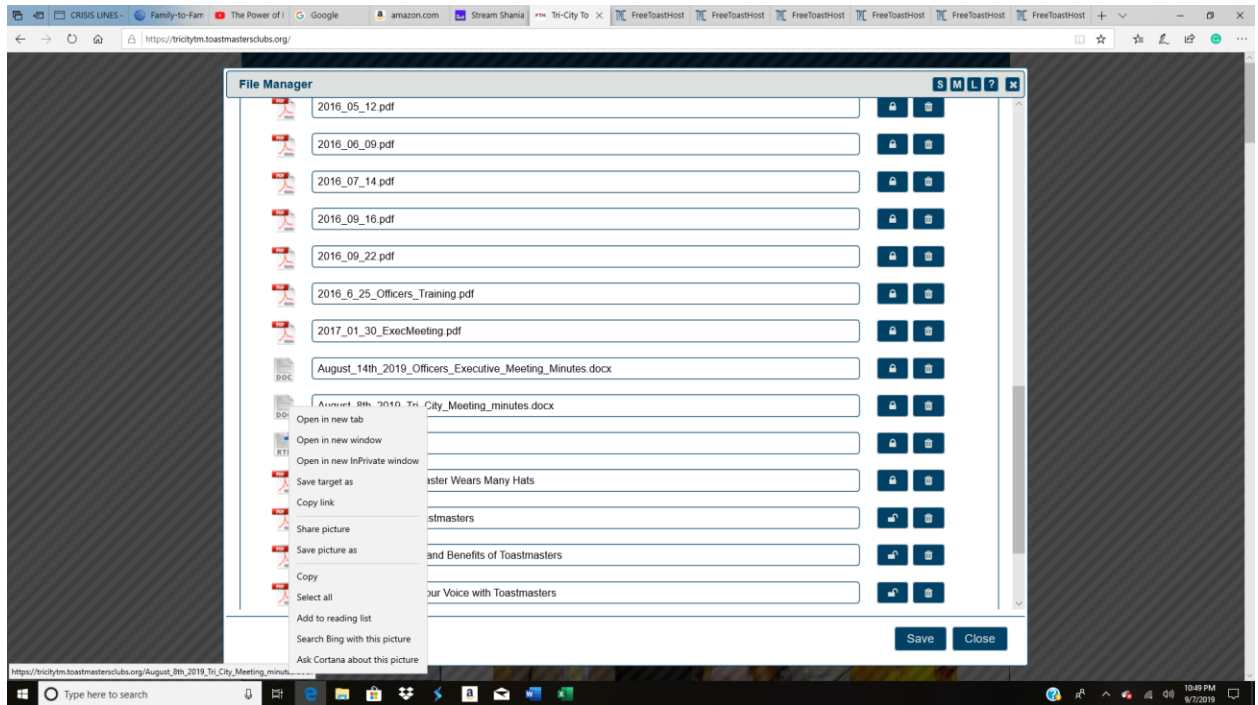 CRISIS LINES -
Family-to-Fam
The Power of I
Google
amazon.com
Stream Shania
Tri-City To
FreeToastHost
FreeToastHost
FreeToastHost
FreeToastHost
FreeToastHost
FreeToastHost
https://tricitytm.toastmastersclubs.org/
File Manager
S M L ?
2016_05_12.pdf
2016_06_09.pdf
2016_07_14.pdf
2016_09_16.pdf
2016_09_22.pdf
2016_6_25_Officers_Training.pdf
2017_01_30_ExecMeeting.pdf
DOC
August_14th_2019_Officers_Executive_Meeting_Minutes.docx
August_8th_2019_Tri_City_Meeting_minutes.docx
Open in new tab
Open in new window
Open in new InPrivate window
Save target as
aster Wears Many Hats
Copy link
stmasters
Share picture
Save picture as
and Benefits of Toastmasters
Copy
Select all
our Voice with Toastmasters
Add to reading list
Search Bing with this picture
Ask Cortana about this picture
Save
Close
https://tricitytm.toastmastersclubs.org/August_8th_2019_Tri_City_Meeting_minut
Type here to search
10:49 PM
9/7/2019